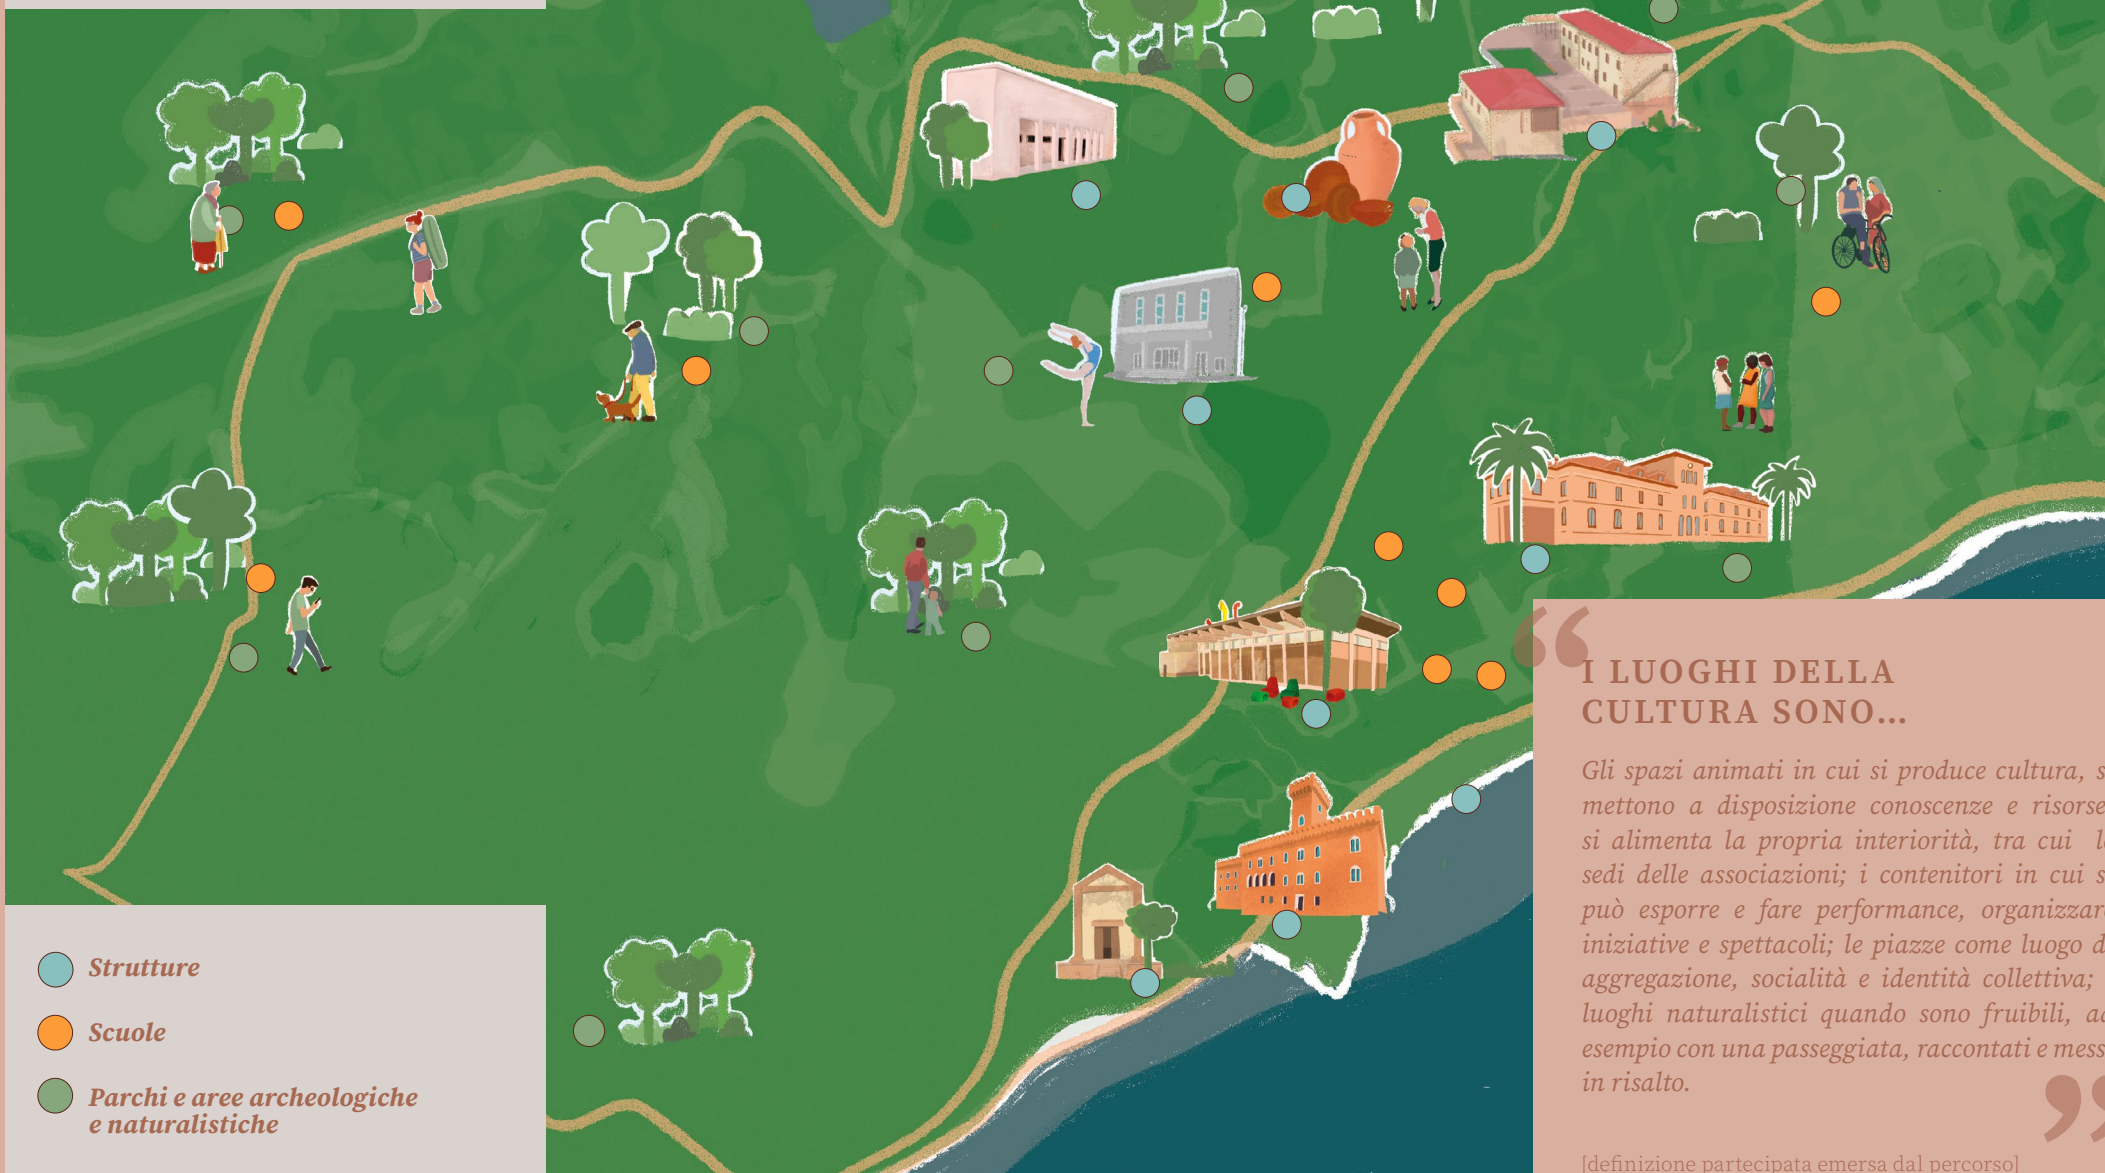 Strutture
Scuole
Parchi e aree archeologiche
e naturalistiche
“
I LUOGHI DELLA
CULTURA SONO...
Gli spazi animati in cui si produce cultura,
mettono a disposizione conoscenze e risorse
si alimenta la propria interiorità, tra cui
sedi delle associazioni; i contenitori in cui
può esporre e fare performance,
iniziative e spettacoli; le piazze come luogo
aggregazione, socialità e identità collettiva;
luoghi naturalistici quando sono fruibili,
esempio con una passeggiata, raccontati e
in risalto.
”
[definizione partecipata emersa dal percorso]